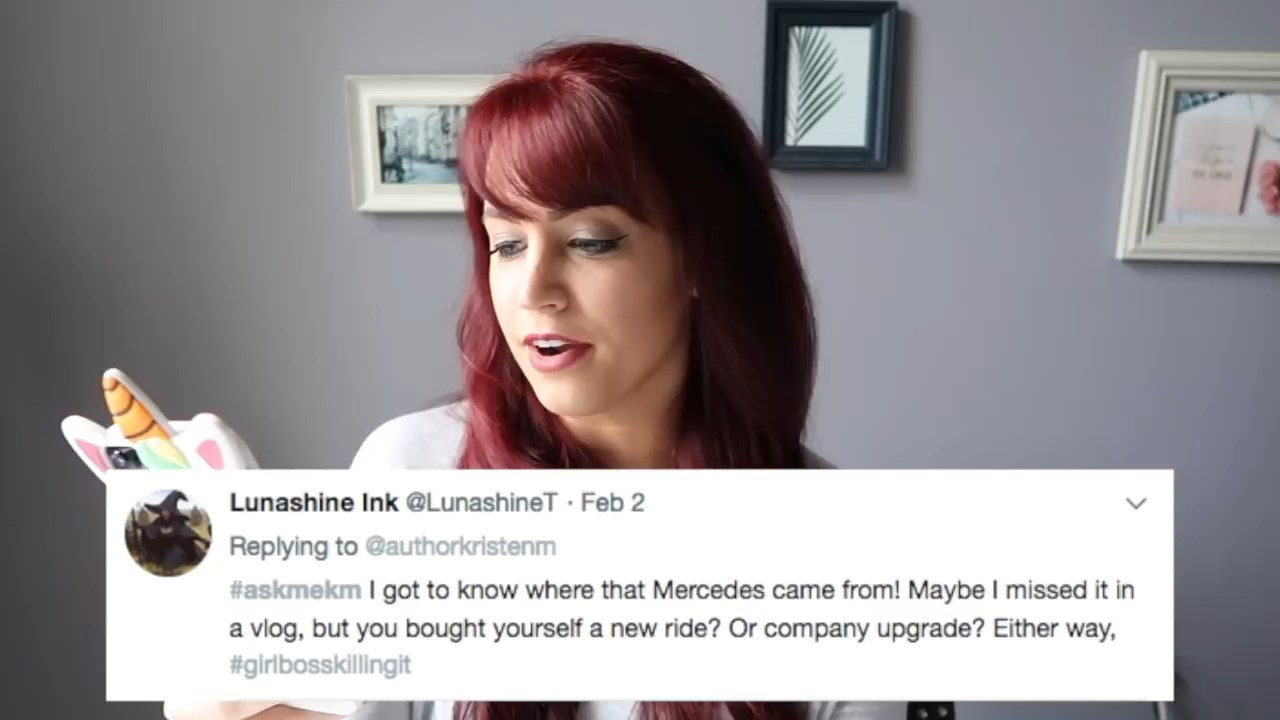 Lunashine Ink @LunashineT · Feb 2
Replying to @authorkristenm
#askmekm I got to know where that Mercedes came from! Maybe I missed it in
a vlog, but you bought yourself a new ride? Or company upgrade? Either way,
#girlbosskillingit